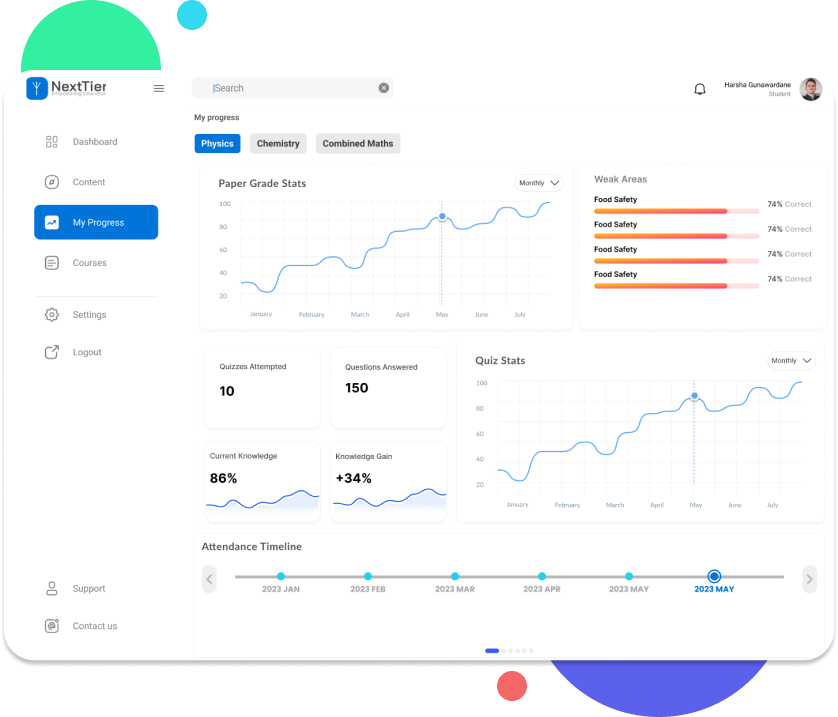 NextTier
Empowering Education
Search
Harsha Gunawardane
Student
My progress
Physics
Chemistry
Combined Maths
Dashboard
Content
My Progress
Courses
Settings
Logout
Support
Contact us
Paper Grade Stats
Monthly
100
80
60
40
20
January February March April May June July
Weak Areas
Food Safety
74% Correct
Food Safety
74% Correct
Food Safety
74% Correct
Food Safety
74% Correct
Quizzes Attempted
10
Questions Answered
150
Current Knowledge
86%
Knowledge Gain
+34%
Quiz Stats
Monthly
100
80
60
40
20
January February March April May June July
Attendance Timeline
2023 JAN 2023 FEB 2023 MAR 2023 APR 2023 MAY 2023 MAY